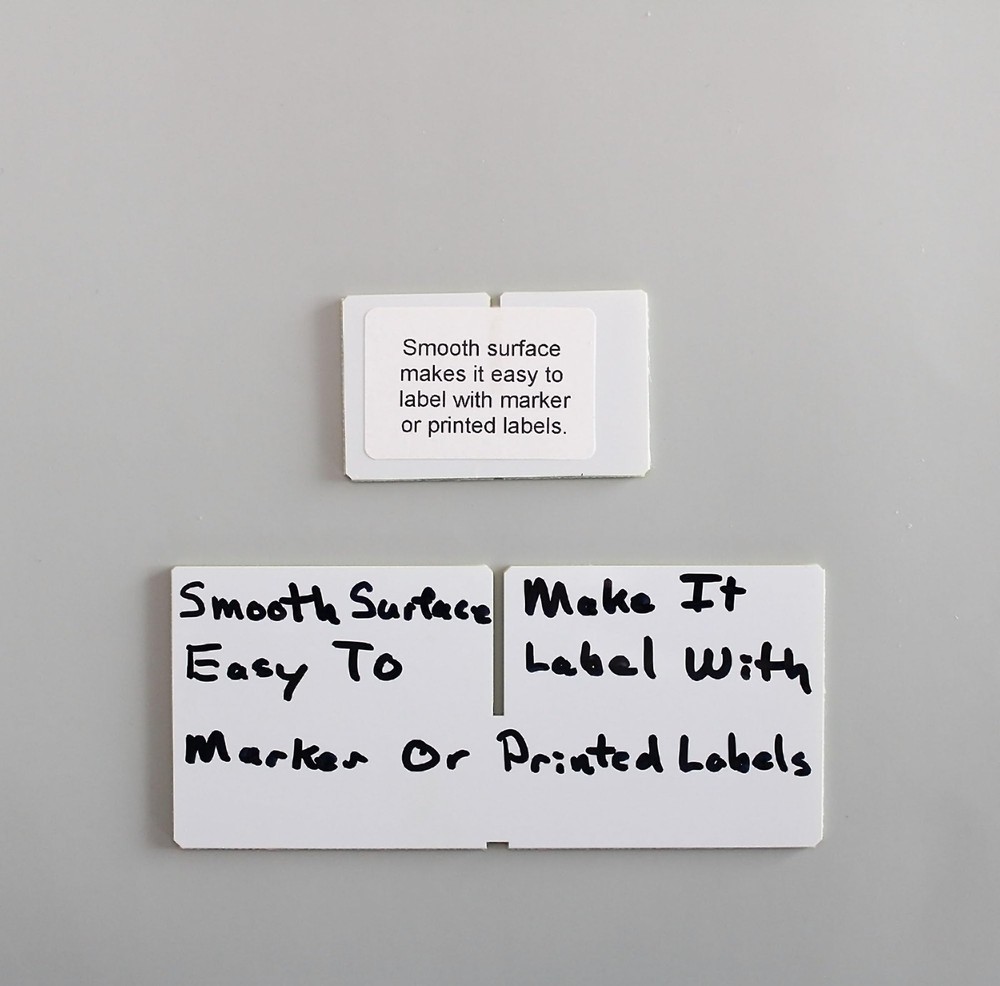 Smooth surface
makes it easy to
label with marker
or printed labels.
Smooth Surface Make It
Easy To Label With
Marker Or Printed Labels